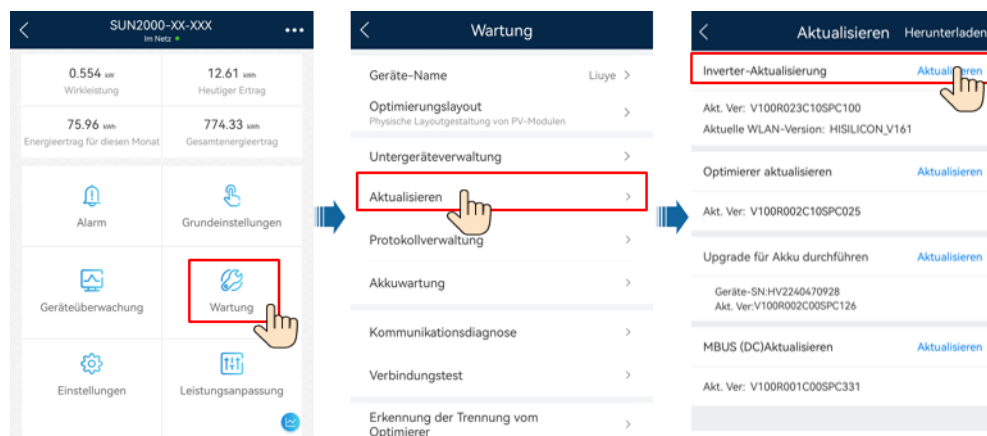 SUN2000-XX-XXX
Im Netz
0.554 kW
12.61 kWh
Wirkleistung
Heutiger Ertrag
75.96 kWh
774.33 kWh
Energieertrag für diesen Monat
Gesamtenergieertrag
Alarm
Grundeinstellungen
Geräteüberwachung
Wartung
Einstellungen
Leistungsanpassung
Wartung
Geräte-Name Liuye
Optimierungslayout
Physische Layoutgestaltung von PV-Modulen
Untergeräteverwaltung
Aktualisieren
Protokollverwaltung
Akkuwartung
Kommunikationsdiagnose
Verbindungstest
Erkennung der Trennung vom
Optimierer
Aktualisieren Herunterladen
Inverter-Aktualisierung Aktualisieren
Akt. Ver: V100R023C10SPC100
Aktuelle WLAN-Version: HISILICON_V161
Optimierer aktualisieren Aktualisieren
Akt. Ver: V100R002C10SPC025
Upgrade für Akku durchführen Aktualisieren
Geräte-SN:HV2240470928
Akt. Ver:V100R002C00SPC126
MBUS (DC)Aktualisieren Aktualisieren
Akt. Ver: V100R001C00SPC331